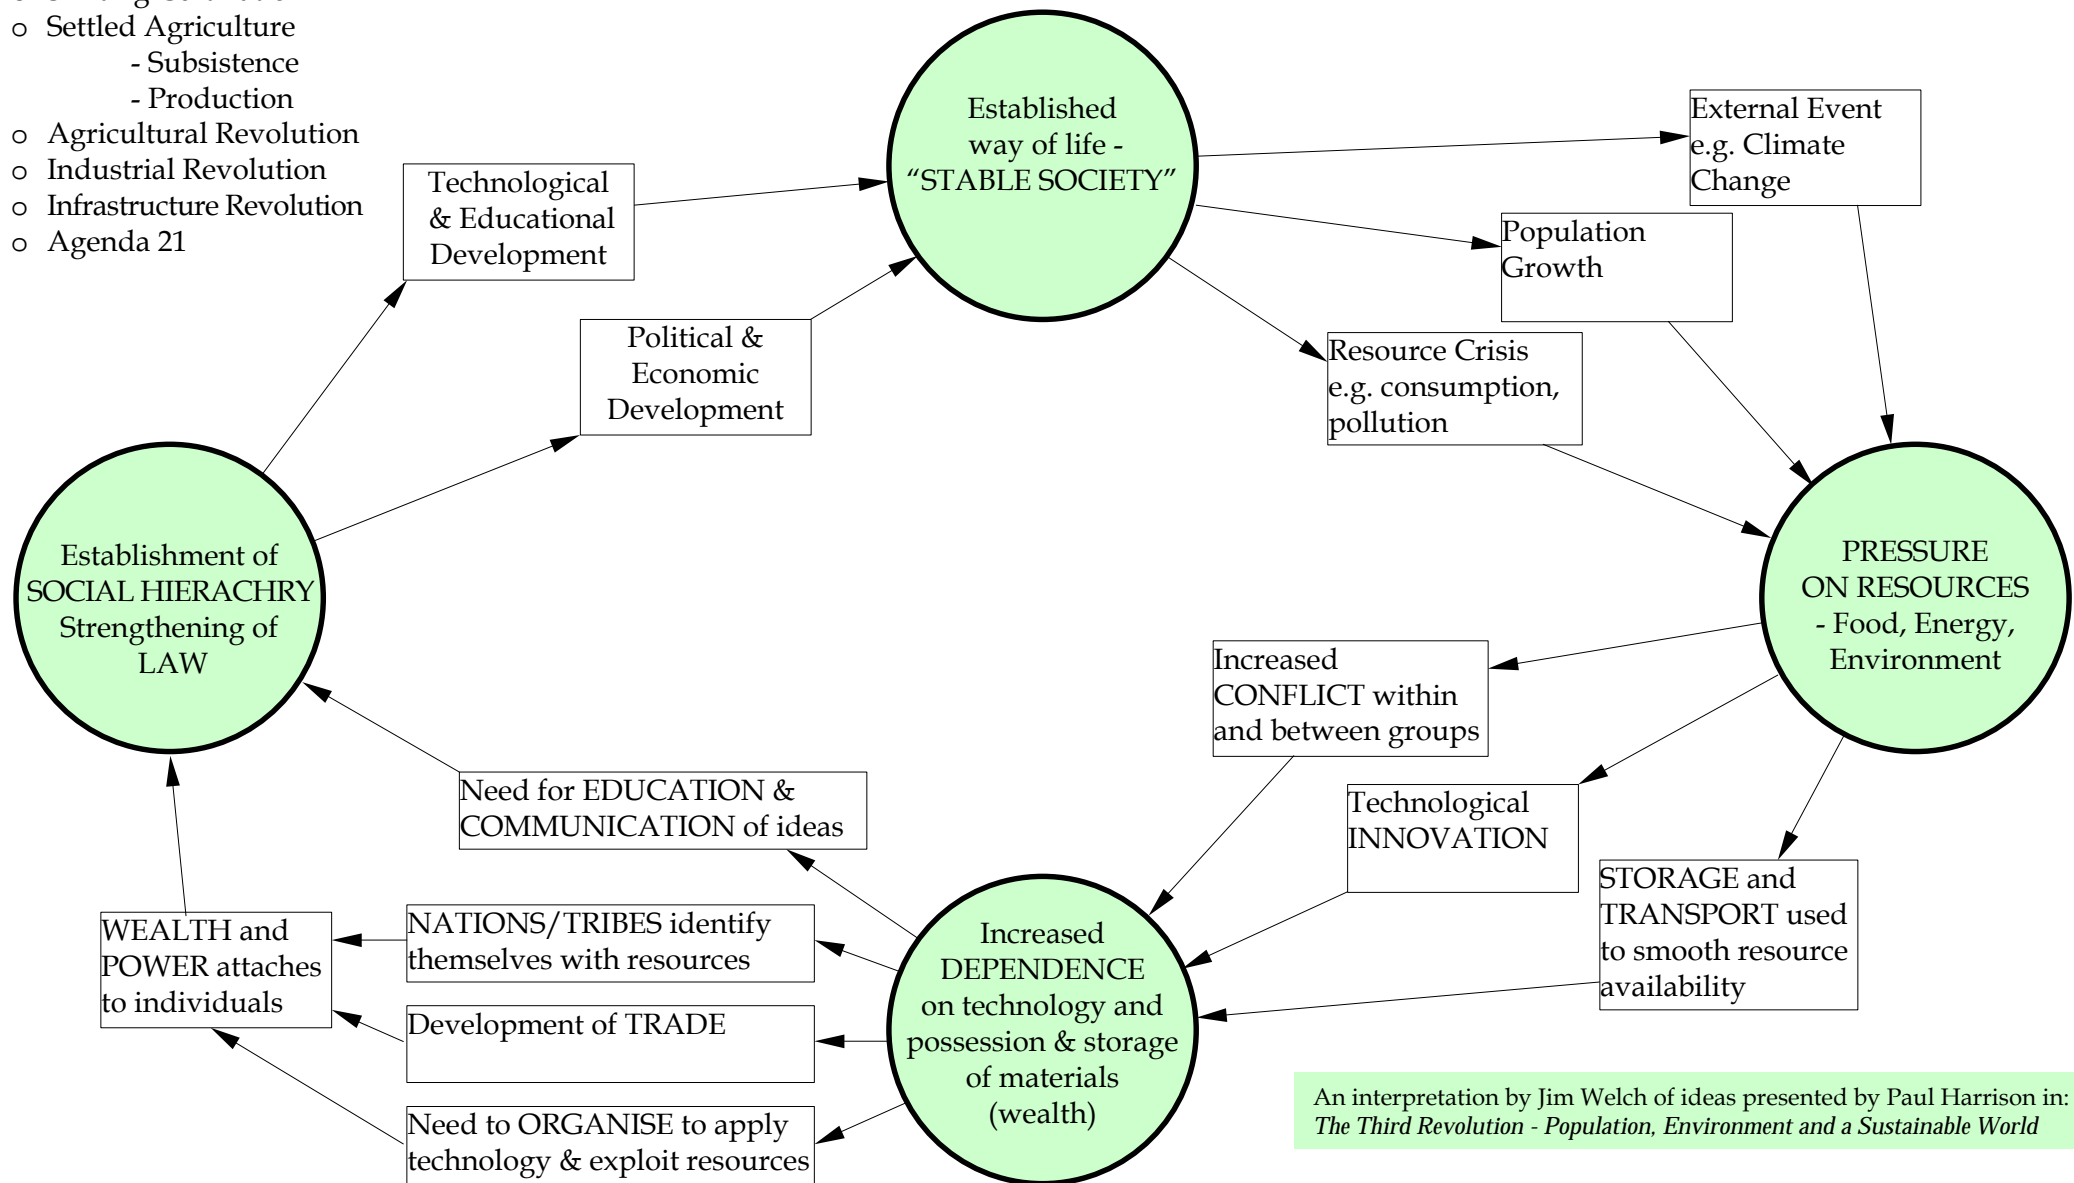 o Settled Agriculture
- Subsistence
- Production
o Agricultural Revolution
o Industrial Revolution
o Infrastructure Revolution
o Agenda 21
Technological
& Educational
Development
Political &
Economic
Development
Established
way of life -
“STABLE SOCIETY”
External Event
e.g. Climate
Change
Population
Growth
Resource Crisis
e.g. consumption,
pollution
PRESSURE
ON RESOURCES
- Food, Energy,
Environment
Increased
CONFLICT within
and between groups
Technological
INNOVATION
STORAGE and
TRANSPORT used
to smooth resource
availability
Increased
DEPENDENCE
on technology and
possession & storage
of materials
(wealth)
Need for EDUCATION &
COMMUNICATION of ideas
NATIONS/TRIBES identify
themselves with resources
Development of TRADE
Need to ORGANISE to apply
technology & exploit resources
WEALTH and
POWER attaches
to individuals
Establishment of
SOCIAL HIERACHRY
Strengthening of
LAW
An interpretation by Jim Welch of ideas presented by Paul Harrison in:
The Third Revolution - Population, Environment and a Sustainable World